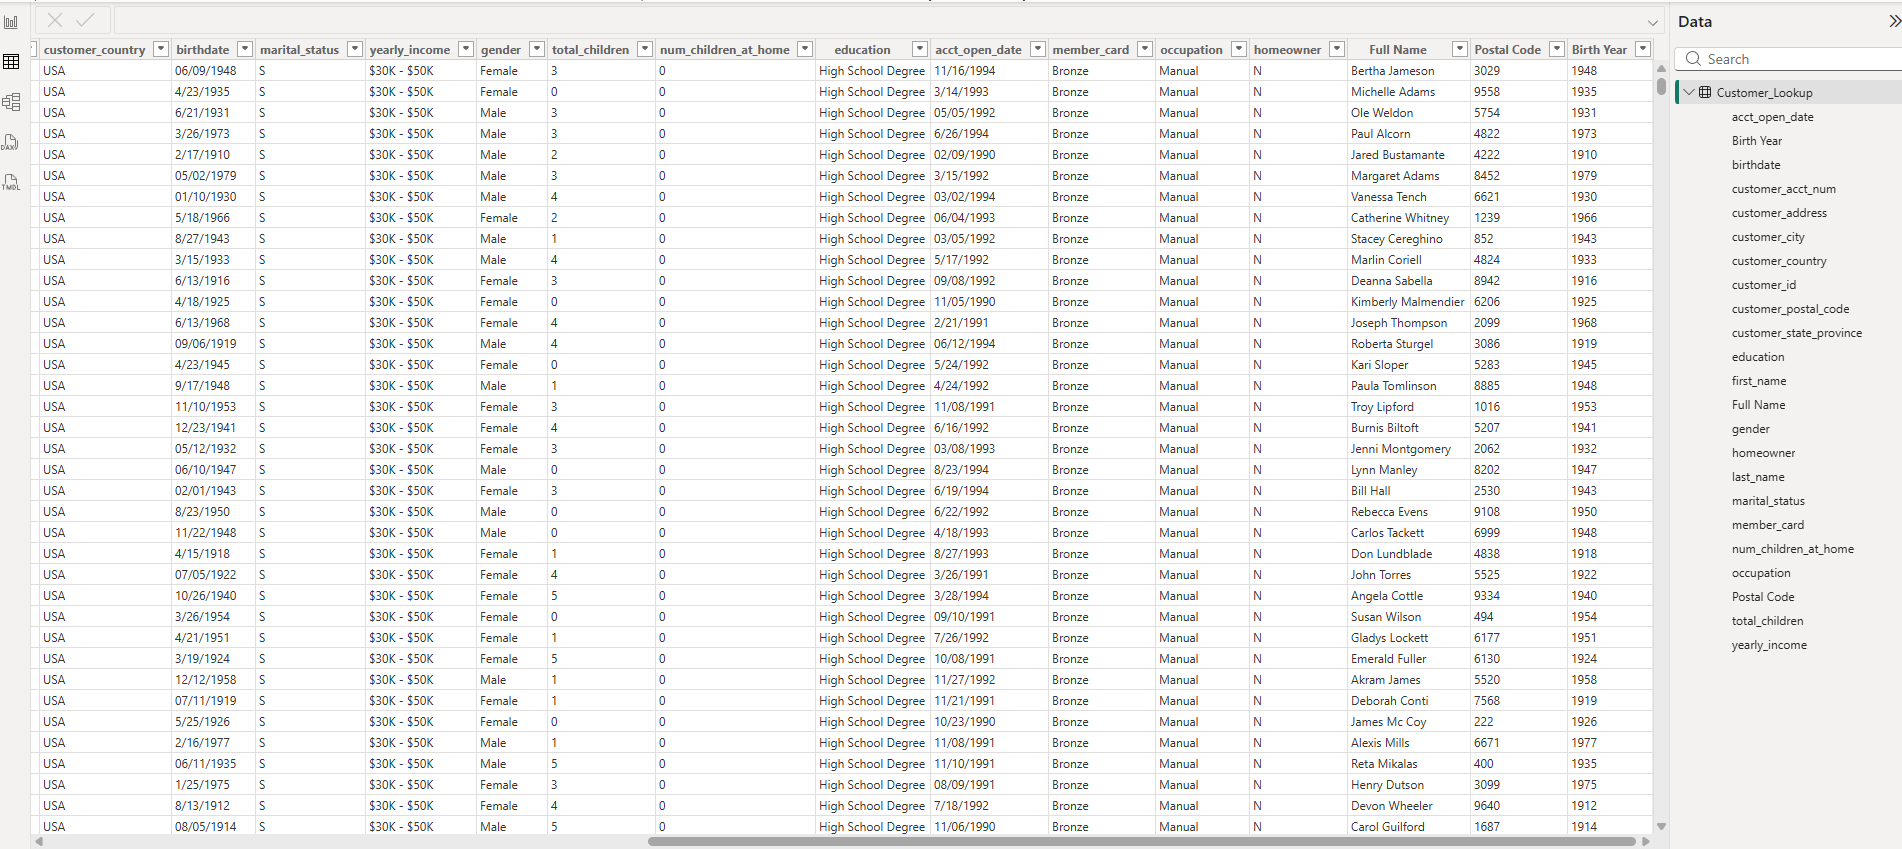 customer_country birthdate marital_status yearly_income gender total_children num_children_at_home education acct_open_date member_card occupation homeowner Full Name Postal Code Birth Year
USA 06/09/1948 S $30K - $50K Female 3 0 High School Degree 11/16/1994 Bronze Manual N Bertha Jameson 3029 1948
USA 4/23/1935 S $30K - $50K Female 0 0 High School Degree 3/14/1993 Bronze Manual N Michelle Adams 9558 1935
USA 6/21/1931 S $30K - $50K Male 3 0 High School Degree 05/05/1992 Bronze Manual N Ole Weldon 5754 1931
USA 3/26/1973 S $30K - $50K Male 3 0 High School Degree 6/26/1994 Bronze Manual N Paul Alcorn 4822 1973
USA 2/17/1910 S $30K - $50K Male 2 0 High School Degree 02/09/1990 Bronze Manual N Jared Bustamante 4222 1910
USA 05/02/1979 S $30K - $50K Male 3 0 High School Degree 3/15/1992 Bronze Manual N Margaret Adams 8452 1979
USA 01/10/1930 S $30K - $50K Male 4 0 High School Degree 03/02/1994 Bronze Manual N Vanessa Tench 6621 1930
USA 5/18/1966 S $30K - $50K Female 2 0 High School Degree 06/04/1993 Bronze Manual N Catherine Whitney 1239 1966
USA 8/27/1943 S $30K - $50K Male 1 0 High School Degree 03/05/1992 Bronze Manual N Stacey Cereghino 852 1943
USA 3/15/1933 S $30K - $50K Male 4 0 High School Degree 5/17/1992 Bronze Manual N Marlin Coriell 4824 1933
USA 6/13/1916 S $30K - $50K Female 3 0 High School Degree 09/08/1992 Bronze Manual N Deanna Sabella 8942 1916
USA 4/18/1925 S $30K - $50K Female 0 0 High School Degree 11/05/1990 Bronze Manual N Kimberly Malmendier 6206 1925
USA 6/13/1968 S $30K - $50K Female 4 0 High School Degree 2/21/1991 Bronze Manual N Joseph Thompson 2099 1968
USA 09/06/1919 S $30K - $50K Male 4 0 High School Degree 06/12/1994 Bronze Manual N Roberta Sturgel 3086 1919
USA 4/23/1945 S $30K - $50K Female 0 0 High School Degree 5/24/1992 Bronze Manual N Kari Sloper 5283 1945
USA 9/17/1948 S $30K - $50K Male 1 0 High School Degree 4/24/1992 Bronze Manual N Paula Tomlinson 8885 1948
USA 11/10/1953 S $30K - $50K Female 3 0 High School Degree 11/08/1991 Bronze Manual N Troy Lipford 1016 1953
USA 12/23/1941 S $30K - $50K Female 4 0 High School Degree 6/16/1992 Bronze Manual N Burnis Biltoft 5207 1941
USA 05/12/1932 S $30K - $50K Female 3 0 High School Degree 03/08/1993 Bronze Manual N Jenni Montgomery 2062 1932
USA 06/10/1947 S $30K - $50K Male 0 0 High School Degree 8/23/1994 Bronze Manual N Lynn Manley 8202 1947
USA 02/01/1943 S $30K - $50K Female 3 0 High School Degree 6/19/1994 Bronze Manual N Bill Hall 2530 1943
USA 8/23/1950 S $30K - $50K Male 0 0 High School Degree 6/22/1992 Bronze Manual N Rebecca Evens 9108 1950
USA 11/22/1948 S $30K - $50K Male 0 0 High School Degree 4/18/1993 Bronze Manual N Carlos Tackett 6999 1948
USA 4/15/1918 S $30K - $50K Female 1 0 High School Degree 8/27/1993 Bronze Manual N Don Lundblade 4838 1918
USA 07/05/1922 S $30K - $50K Female 4 0 High School Degree 3/26/1991 Bronze Manual N John Torres 5525 1922
USA 10/26/1940 S $30K - $50K Female 5 0 High School Degree 3/28/1994 Bronze Manual N Angela Cottle 9334 1940
USA 3/26/1954 S $30K - $50K Female 0 0 High School Degree 09/10/1991 Bronze Manual N Susan Wilson 494 1954
USA 4/21/1951 S $30K - $50K Female 1 0 High School Degree 7/26/1992 Bronze Manual N Gladys Lockett 6177 1951
USA 3/19/1924 S $30K - $50K Female 5 0 High School Degree 10/08/1991 Bronze Manual N Emerald Fuller 6130 1924
USA 12/12/1958 S $30K - $50K Male 1 0 High School Degree 11/27/1992 Bronze Manual N Akram James 5520 1958
USA 07/11/1919 S $30K - $50K Female 1 0 High School Degree 11/21/1991 Bronze Manual N Deborah Conti 7568 1919
USA 5/25/1926 S $30K - $50K Female 0 0 High School Degree 10/23/1990 Bronze Manual N James Mc Coy 222 1926
USA 2/16/1977 S $30K - $50K Male 1 0 High School Degree 11/08/1991 Bronze Manual N Alexis Mills 6671 1977
USA 06/11/1935 S $30K - $50K Male 5 0 High School Degree 11/10/1991 Bronze Manual N Reta Mikalas 400 1935
USA 1/25/1975 S $30K - $50K Female 3 0 High School Degree 08/09/1991 Bronze Manual N Henry Dutson 3099 1975
USA 8/13/1912 S $30K - $50K Female 4 0 High School Degree 7/18/1992 Bronze Manual N Devon Wheeler 9640 1912
USA 08/05/1914 S $30K - $50K Male 5 0 High School Degree 11/06/1990 Bronze Manual N Carol Guilford 1687 1914
DAX
TMDL
Data
Search
Customer_Lookup
acct_open_date
Birth Year
birthdate
customer_acct_num
customer_address
customer_city
customer_country
customer_id
customer_postal_code
customer_state_province
education
first_name
Full Name
gender
homeowner
last_name
marital_status
member_card
num_children_at_home
occupation
Postal Code
total_children
yearly_income